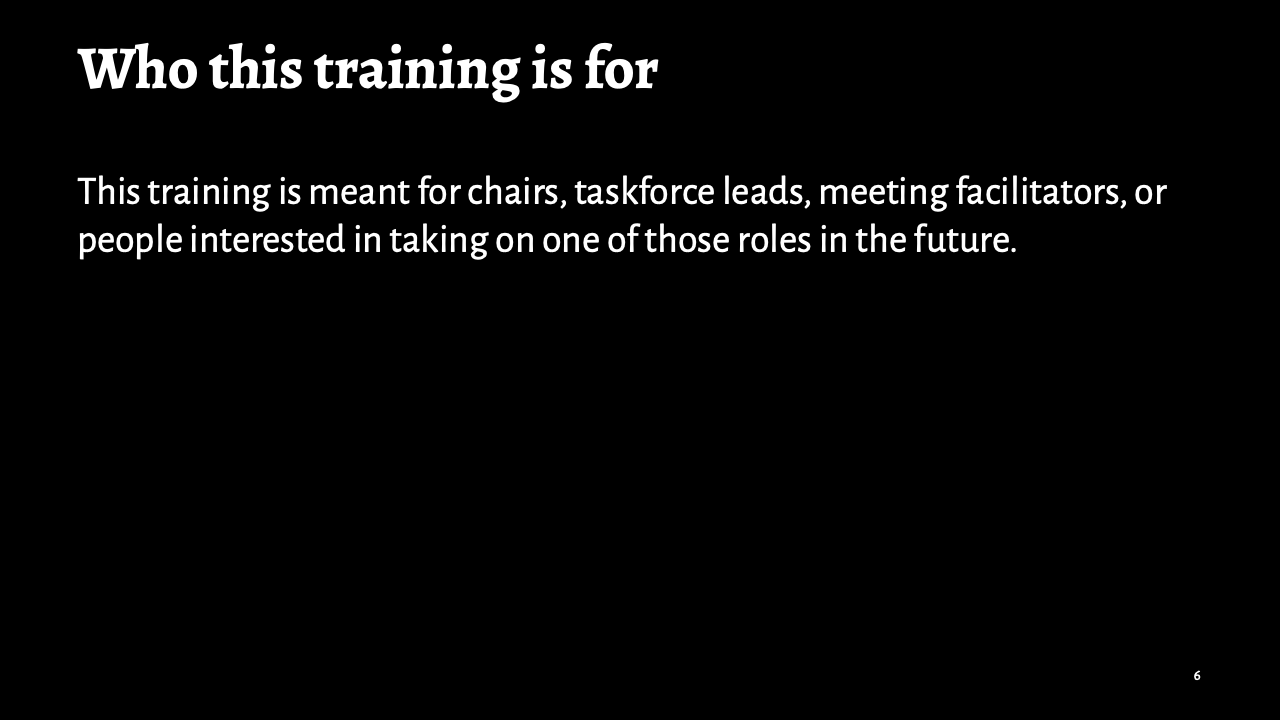 Who this training is for
This training is meant for chairs, taskforce leads, meeting facilitators, or
people interested in taking on one of those roles in the future.
6